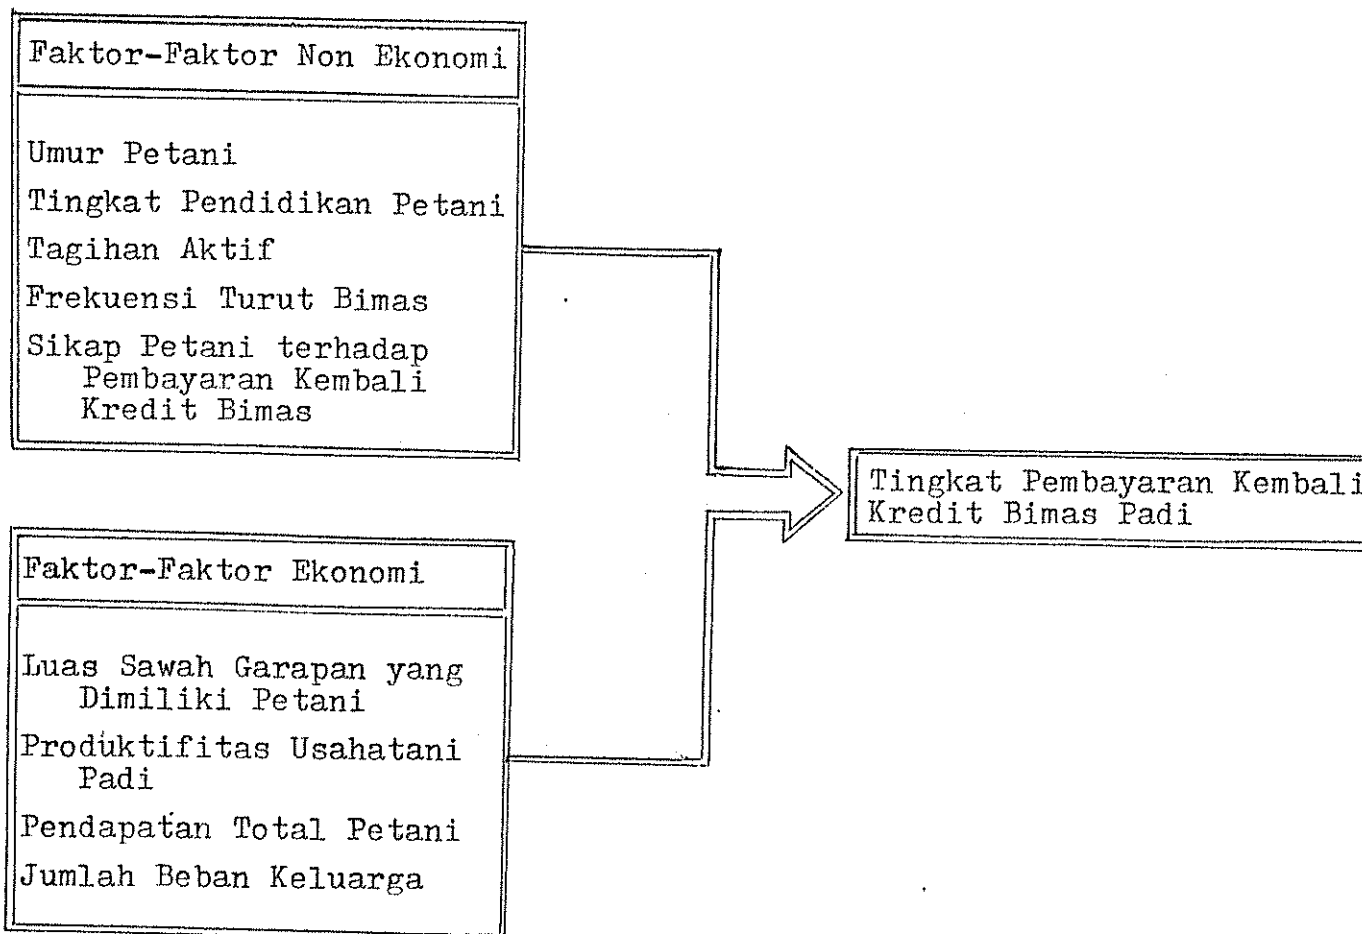 Faktor-Faktor Non Ekonomi
Umur Petani
Tingkat Pendidikan Petani
Tagihan Aktif
Frekuensi Turut Bimas
Sikap Petani terhadap
Pembayaran Kembali
Kredit Bimas
Tingkat Pembayaran Kembali
Kredit Bimas Padi
Faktor-Faktor Ekonomi
Luas Sawah Garapan yang
Dimiliki Petani
Produktifitas Usahatani
Padi
Pendapatan Total Petani
Jumlah Beban Keluarga